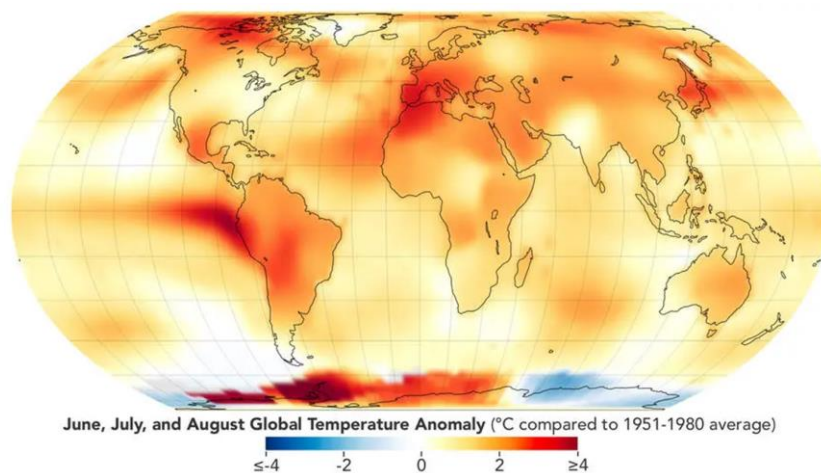 June, July, and August Global Temperature Anomaly (°C compared to 1951-1980 average)
≤-4 -2 0 2 ≥4